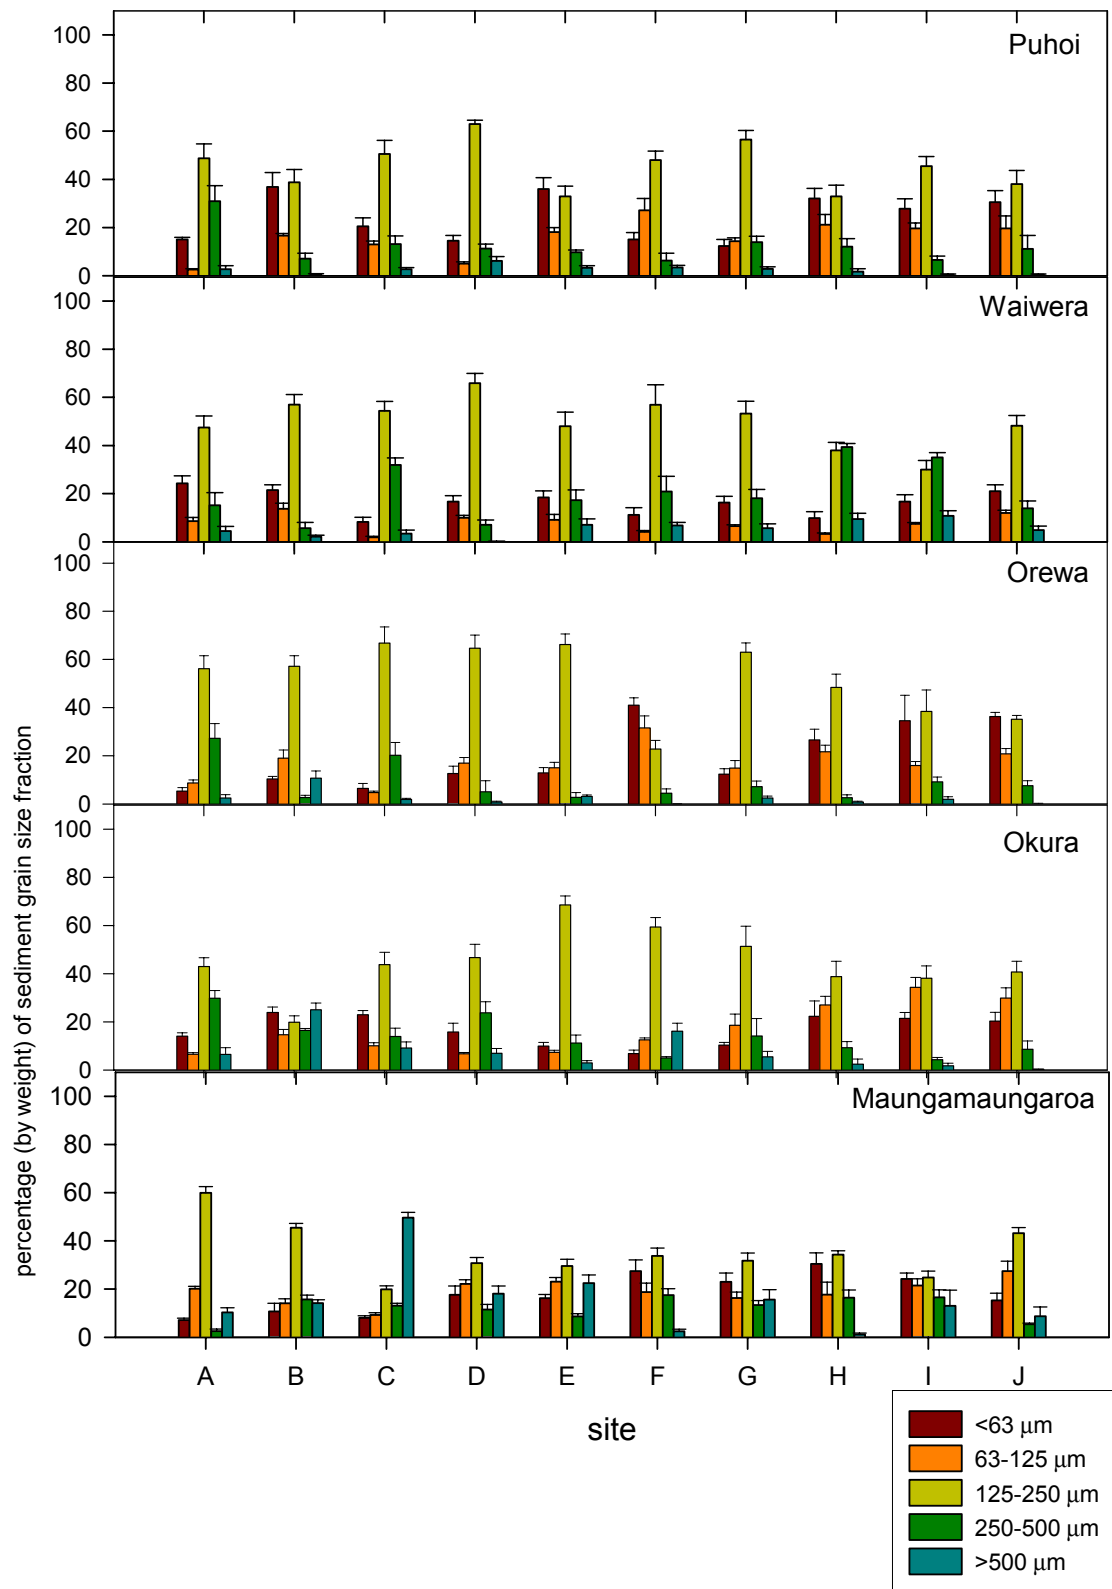 percentage (by weight) of sediment grain size fraction
100
80
60
40
20
0
Puhoi
100
80
60
40
20
0
Waiwera
100
80
60
40
20
0
Orewa
100
80
60
40
20
0
Okura
100
80
60
40
20
0
Maungamaungaroa
A B C D E F G H I J
site
<63 μm
63-125 μm
125-250 μm
250-500 μm
>500 μm